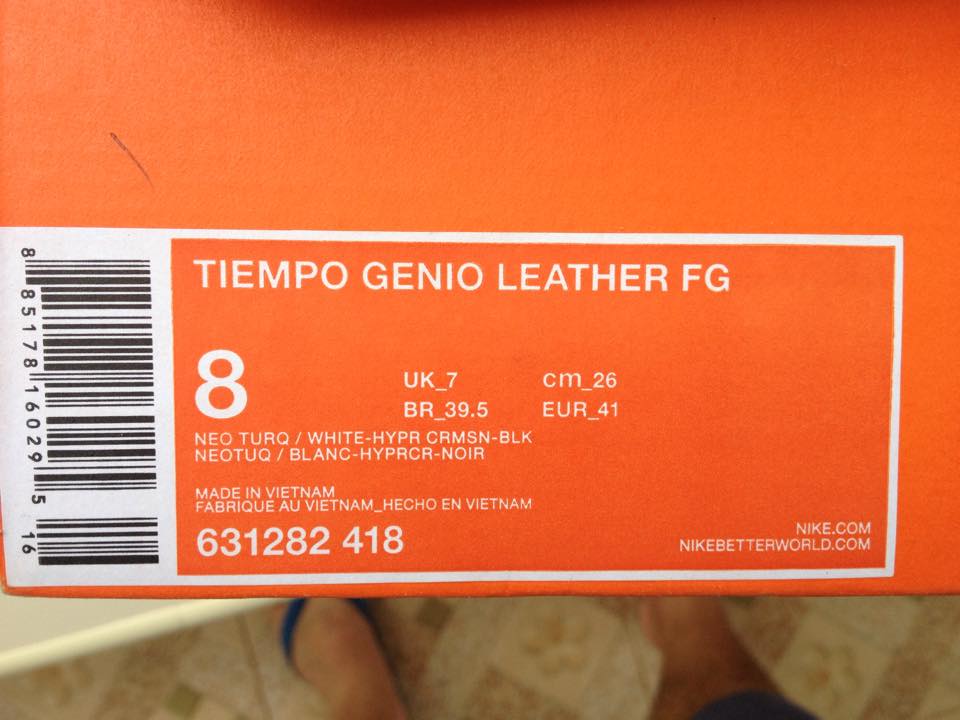 TIEMPO GENIO LEATHER FG
8
UK_7 cm_26
BR_39.5 EUR_41
NEO TURQ / WHITE-HYPR CRMSN-BLK
NEOTUQ / BLANC-HYPRCR-NOIR
MADE IN VIETNAM
FABRIQUE AU VIETNAM_HECHO EN VIETNAM
631282 418
NIKE.COM
NIKEBETTERWORLD.COM
8 85178 16029 5 16